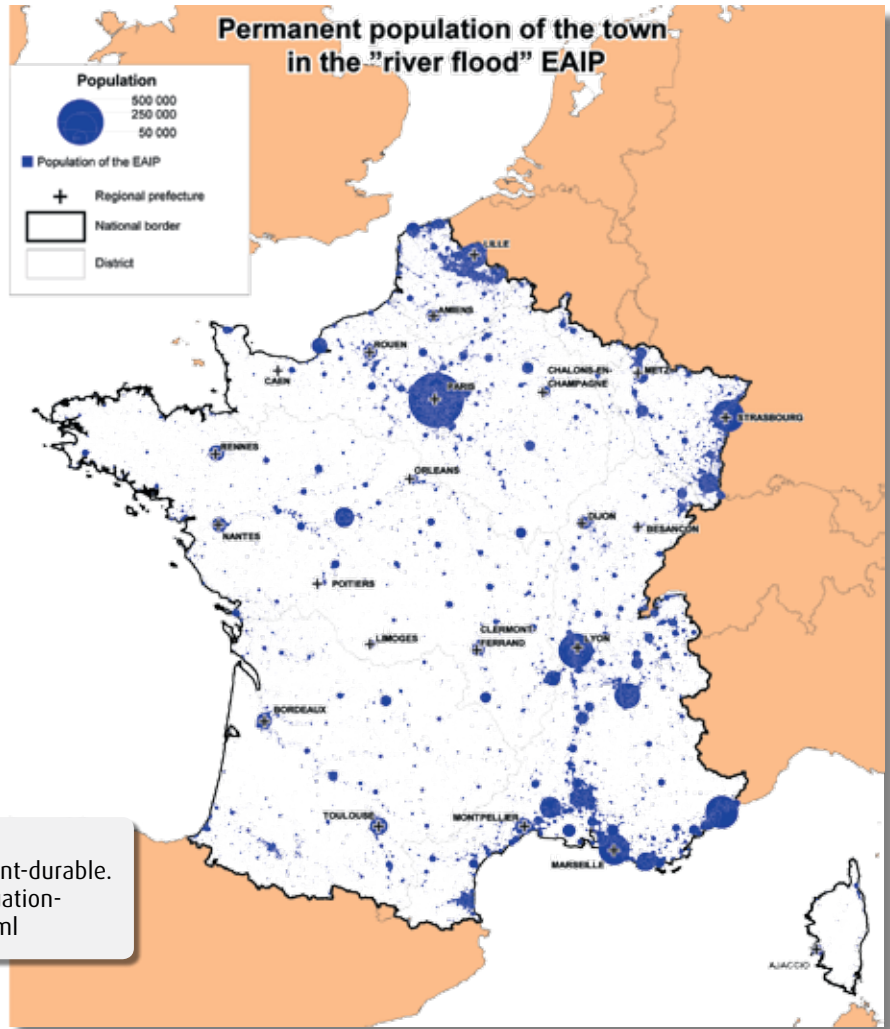 Permanent population of the town
in the "river flood" EAIP
Population
500 000
250 000
50 000
Population of the EAIP
Regional prefecture
National border
District
LILLE
AMIENS
ROUEN
CAEN
PARIS
CHALONS-EN-
CHAMPAGNE
METZ
STRASBOURG
RENNES
ORLEANS
NANTES
DIJON
BESANCON
POITIERS
LIMOGES
CLERMONT-
FERRAND
LYON
BORDEAUX
TOULOUSE
MONTPELLIER
MARSEILLE
AJACCIO
nt-durable.
ation-
ml